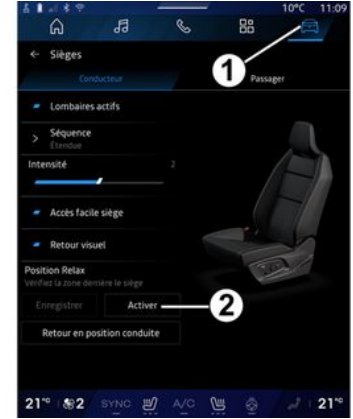 10°C 11:09
← Sièges
1
Conducteur Passager
Lombaires actifs
Séquence
Étendue
Intensité 2
Accès facile siège
Retour visuel
Position Relax
Vérifiez la zone derrière le siège
Enregistrer Activer
2
Retour en position conduite
21°° 2 SYNC A/C 21°°